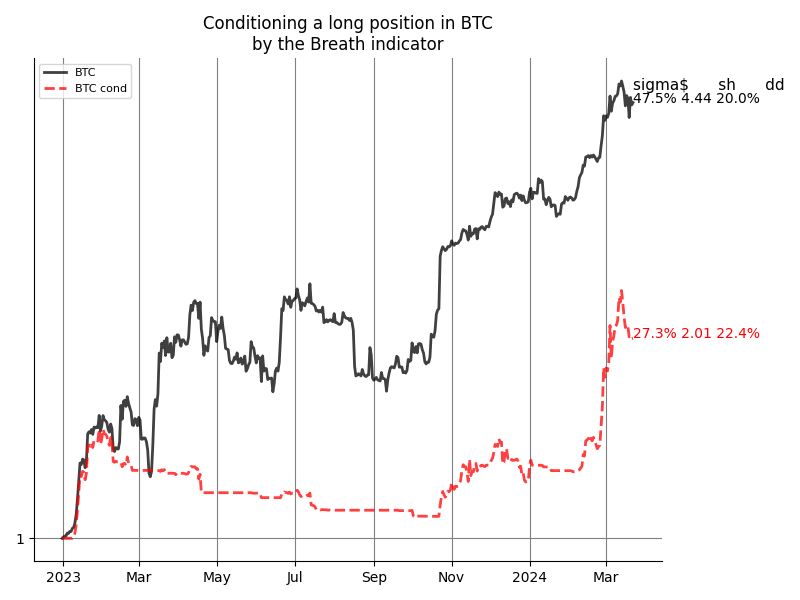 Conditioning a long position in BTC
by the Breath indicator
BTC
BTC cond
sigma$ sh dd
47.5% 4.44 20.0%
27.3% 2.01 22.4%
1
2023 Mar May Jul Sep Nov 2024 Mar